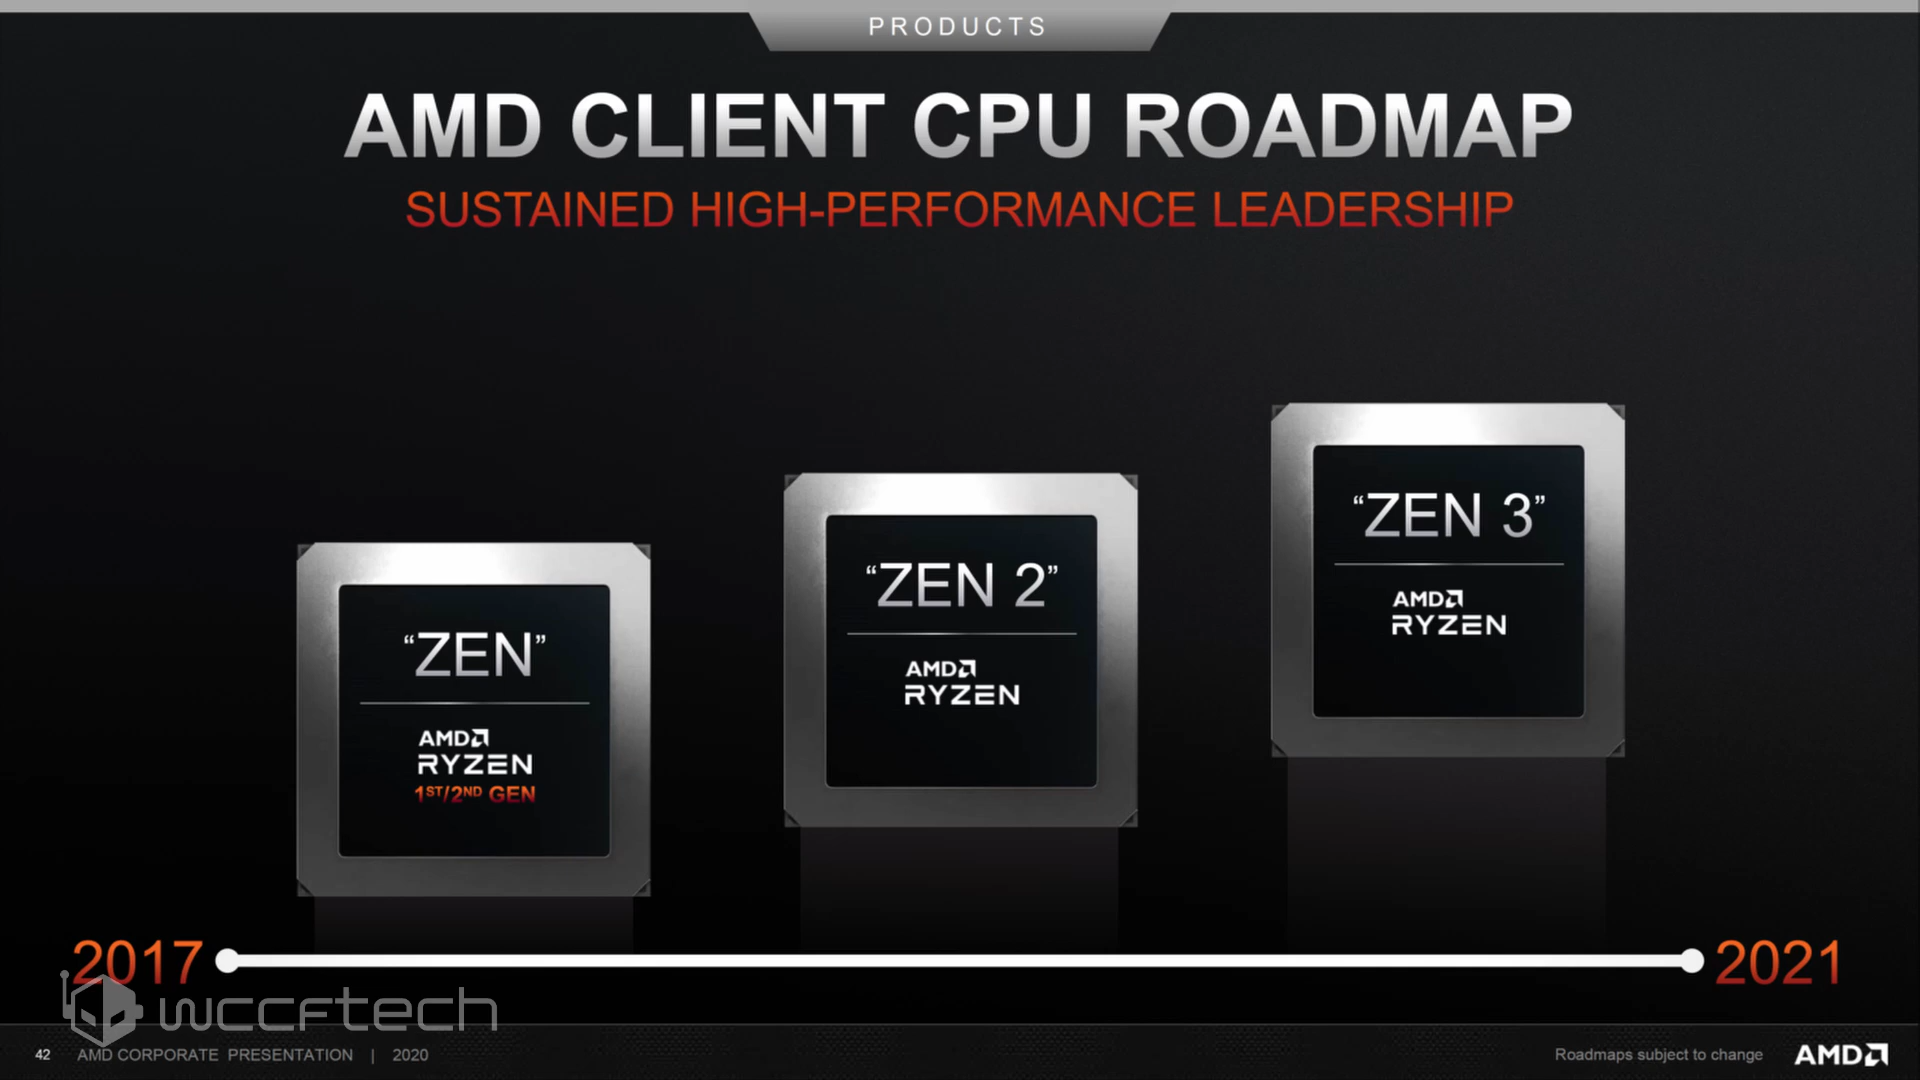 PRODUCTS
AMD CLIENT CPU ROADMAP
SUSTAINED HIGH-PERFORMANCE LEADERSHIP
“ZEN”
AMD
RYZEN
1ST/2ND GEN
“ZEN 2”
AMD
RYZEN
“ZEN 3”
AMD
RYZEN
2017
2021
wccftech
42 AMD CORPORATE PRESENTATION | 2020
Roadmaps subject to change AMD